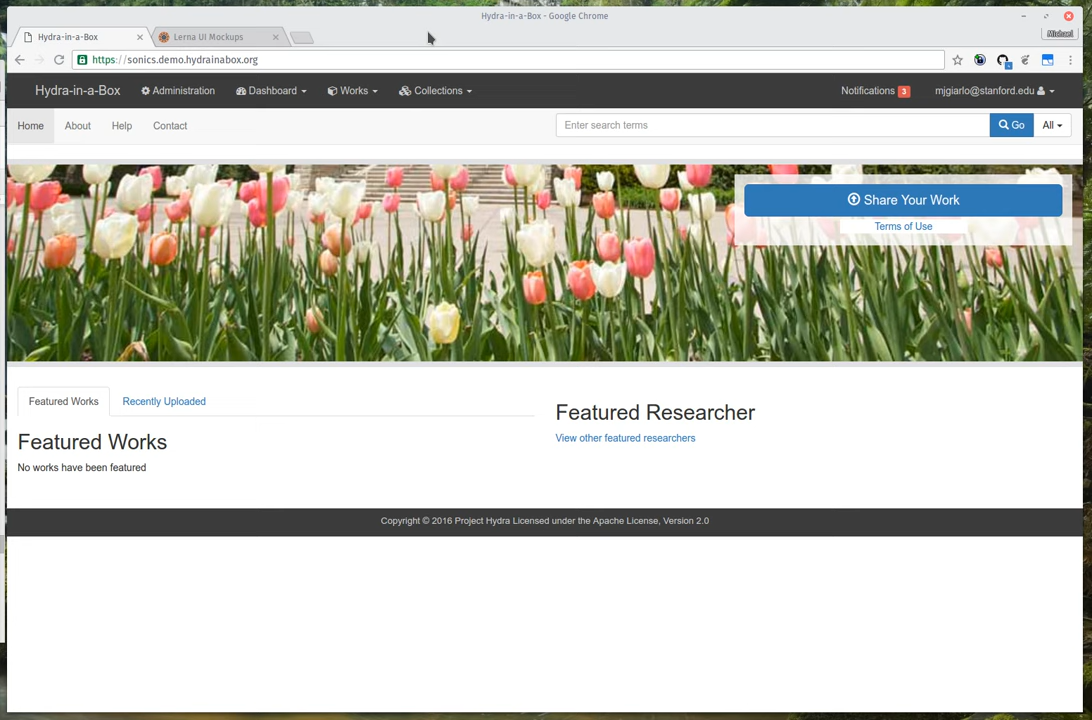 Hydra-in-a-Box - Google Chrome
Hydra-in-a-Box
Lerna UI Mockups
Michael
https://sonics.demo.hydrainabox.org
Hydra-in-a-Box
Administration
Dashboard
Works
Collections
Notifications 3
mjgiarlo@stanford.edu
Home
About
Help
Contact
Enter search terms
Go
All
Share Your Work
Terms of Use
Featured Works
Recently Uploaded
Featured Works
No works have been featured
Featured Researcher
View other featured researchers
Copyright © 2016 Project Hydra Licensed under the Apache License, Version 2.0